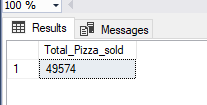 100 %
Results Messages
Total_Pizza_sold
1 49574